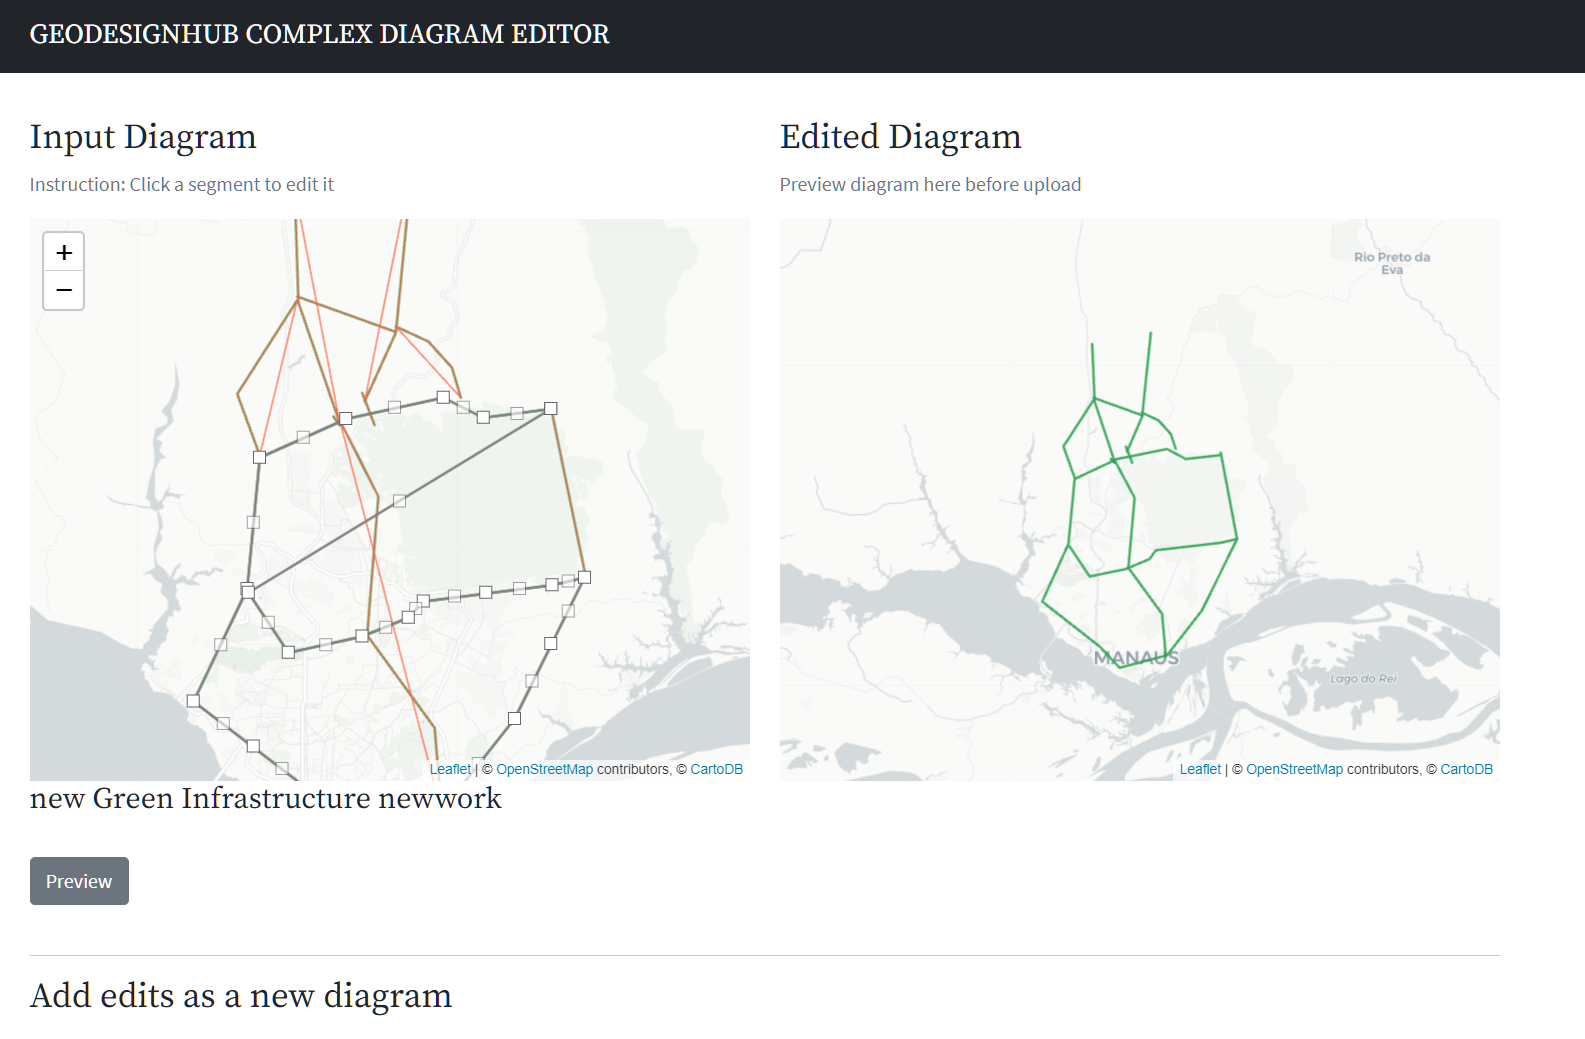 GEODESIGNHUB COMPLEX DIAGRAM EDITOR
Input Diagram
Instruction: Click a segment to edit it
+
−
Leaflet | © OpenStreetMap contributors, © CartoDB
new Green Infrastructure newwork
Preview
Edited Diagram
Preview diagram here before upload
Rio Preto da
Eva
MANAUS
Lago do Rei
Leaflet | © OpenStreetMap contributors, © CartoDB
Add edits as a new diagram